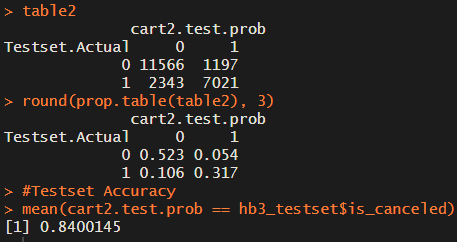 > table2
cart2.test.prob
Testset.Actual 0 1
0 11566 1197
1 2343 7021
> round(prop.table(table2), 3)
cart2.test.prob
Testset.Actual 0 1
0 0.523 0.054
1 0.106 0.317
> #Testset Accuracy
> mean(cart2.test.prob == hb3_testset$is_canceled)
[1] 0.8400145